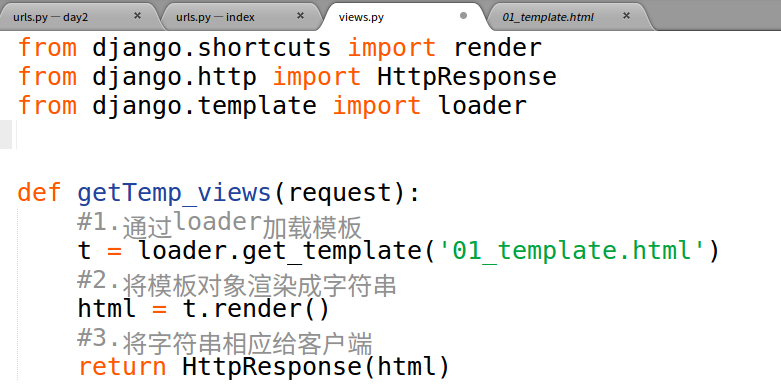 urls.py — day2
urls.py — index
views.py
01_template.html
from django.shortcuts import render
from django.http import HttpResponse
from django.template import loader
def getTemp_views(request):
#1.通过loader加载模板
t = loader.get_template('01_template.html')
#2.将模板对象渲染成字符串
html = t.render()
#3.将字符串相应给客户端
return HttpResponse(html)